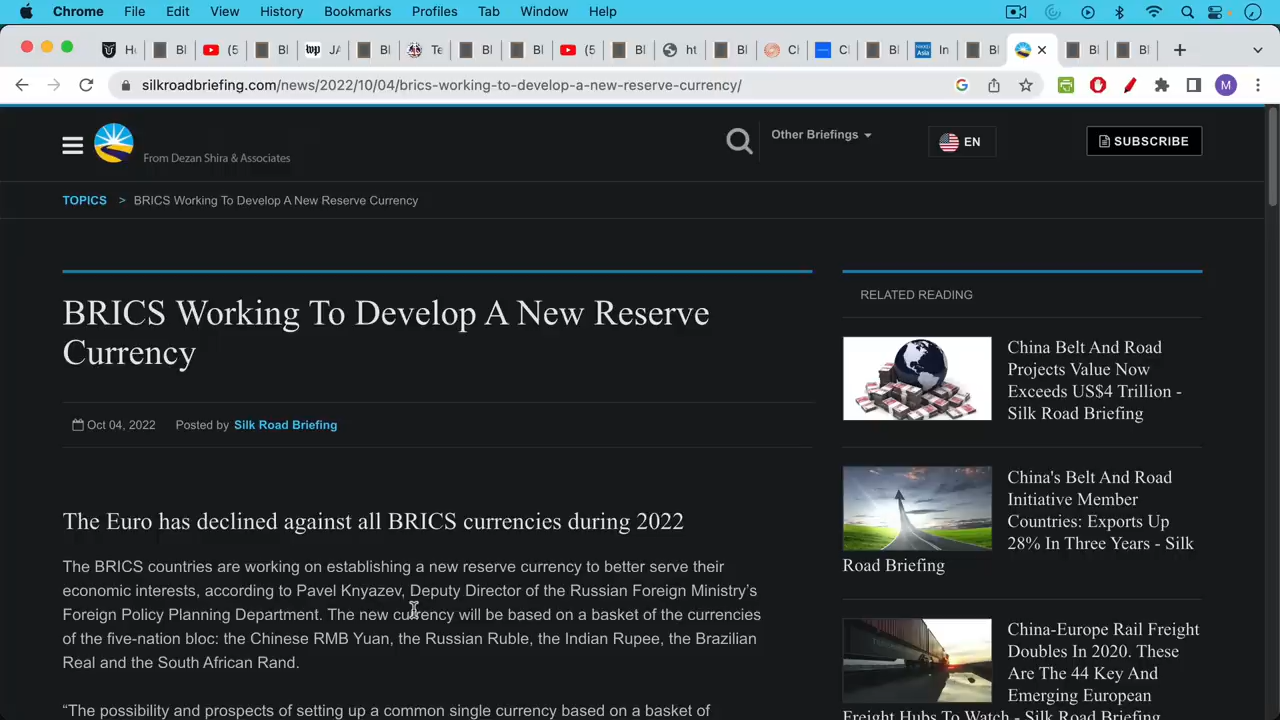 Chrome File Edit View History Bookmarks Profiles Tab Window Help
silkroadbriefing.com/news/2022/10/04/brics-working-to-develop-a-new-reserve-currency/
M
From Dezan Shira & Associates
Other Briefings
EN
SUBSCRIBE
TOPICS > BRICS Working To Develop A New Reserve Currency
BRICS Working To Develop A New Reserve
Currency
Oct 04, 2022 Posted by Silk Road Briefing
The Euro has declined against all BRICS currencies during 2022
The BRICS countries are working on establishing a new reserve currency to better serve their
economic interests, according to Pavel Knyazev, Deputy Director of the Russian Foreign Ministry’s
Foreign Policy Planning Department. The new currency will be based on a basket of the currencies
of the five-nation bloc: the Chinese RMB Yuan, the Russian Ruble, the Indian Rupee, the Brazilian
Real and the South African Rand.
“The possibility and prospects of setting up a common single currency based on a basket of
RELATED READING
China Belt And Road
Projects Value Now
Exceeds US$4 Trillion -
Silk Road Briefing
China's Belt And Road
Initiative Member
Countries: Exports Up
28% In Three Years - Silk
Road Briefing
China-Europe Rail Freight
Doubles In 2020. These
Are The 44 Key And
Emerging European
Freight Hubs To Watch - Silk Road Briefing